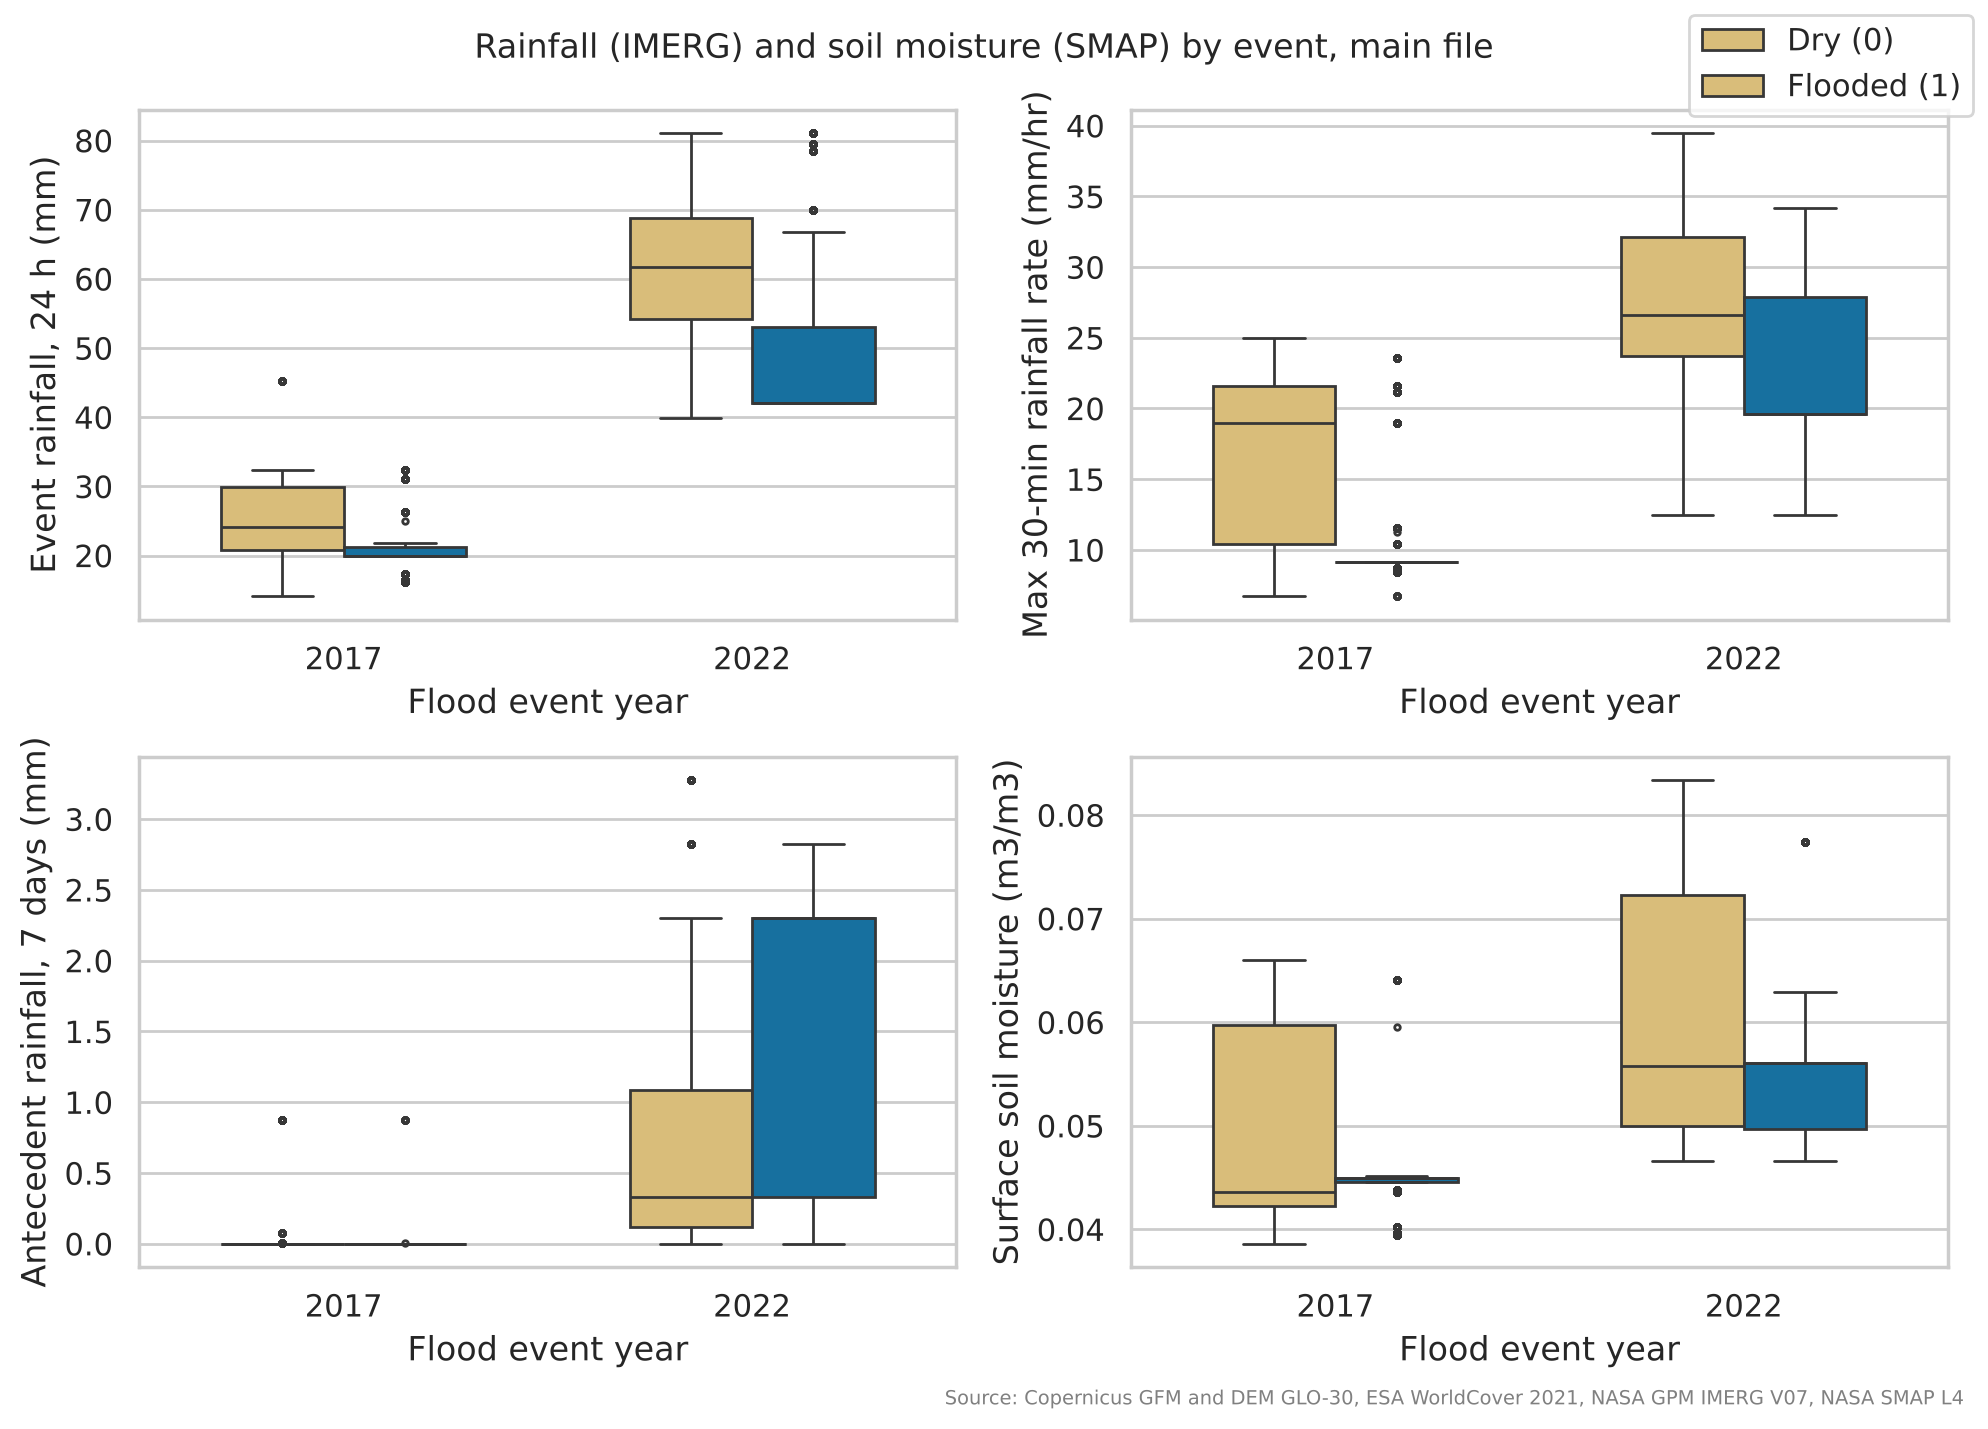 Rainfall (IMERG) and soil moisture (SMAP) by event, main file
Dry (0)
Flooded (1)
Event rainfall, 24 h (mm)
80
70
60
50
40
30
20
2017
2022
Flood event year
Max 30-min rainfall rate (mm/hr)
40
35
30
25
20
15
10
2017
2022
Flood event year
Antecedent rainfall, 7 days (mm)
3.0
2.5
2.0
1.5
1.0
0.5
0.0
2017
2022
Flood event year
Surface soil moisture (m3/m3)
0.08
0.07
0.06
0.05
0.04
2017
2022
Flood event year
Source: Copernicus GFM and DEM GLO-30, ESA WorldCover 2021, NASA GPM IMERG V07, NASA SMAP L4